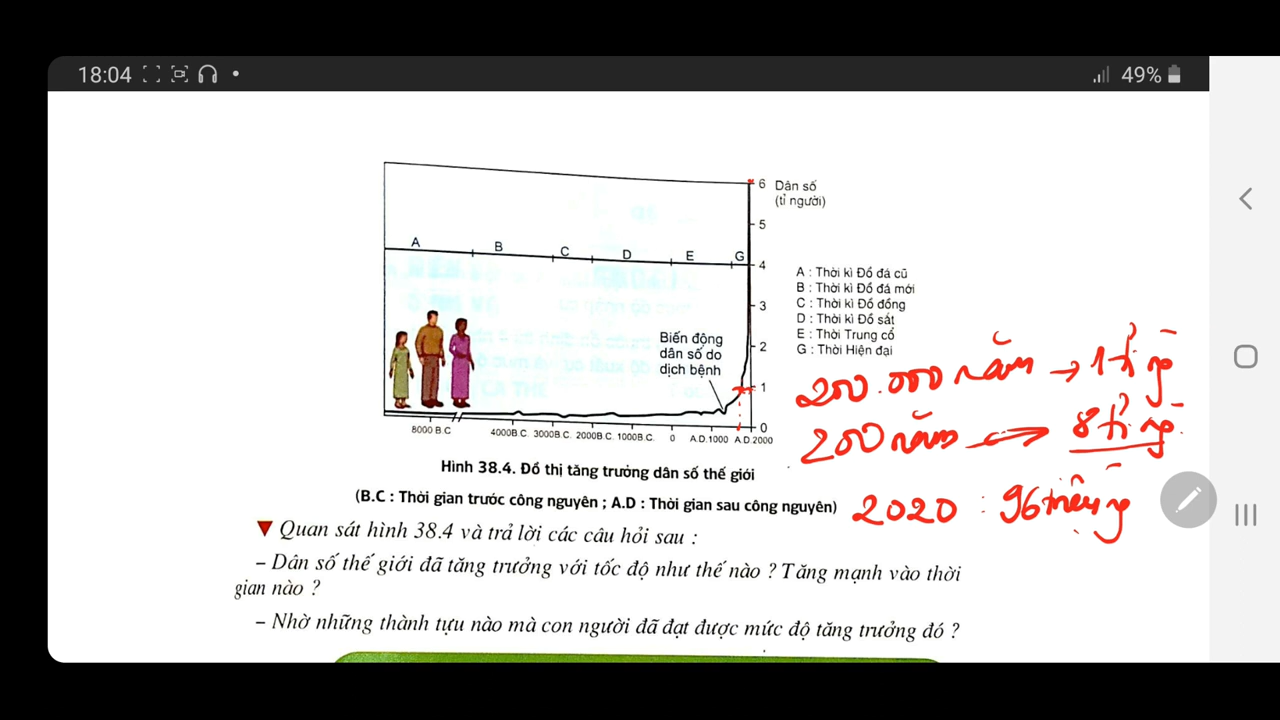 18:04
49%
6 Dân số
(tỉ người)
5
A B C D E G
4
A : Thời kì Đồ đá cũ
B : Thời kì Đồ đá mới
C : Thời kì Đồ đồng
D : Thời kì Đồ sắt
E : Thời Trung cổ
G : Thời Hiện đại
3
2
1
0
Biến động
dân số do
dịch bệnh
8000 B.C 4000B.C. 3000B.C. 2000B.C. 1000B.C. 0 A.D.1000 A.D.2000
200.000 năm → 1 tỉ ng
200 năm → 8 tỉ ng.
2020 : 96 triệu ng
Hình 38.4. Đồ thị tăng trưởng dân số thế giới
(B.C : Thời gian trước công nguyên ; A.D : Thời gian sau công nguyên)
▼ Quan sát hình 38.4 và trả lời các câu hỏi sau :
– Dân số thế giới đã tăng trưởng với tốc độ như thế nào ? Tăng mạnh vào thời
gian nào ?
– Nhờ những thành tựu nào mà con người đã đạt được mức độ tăng trưởng đó ?